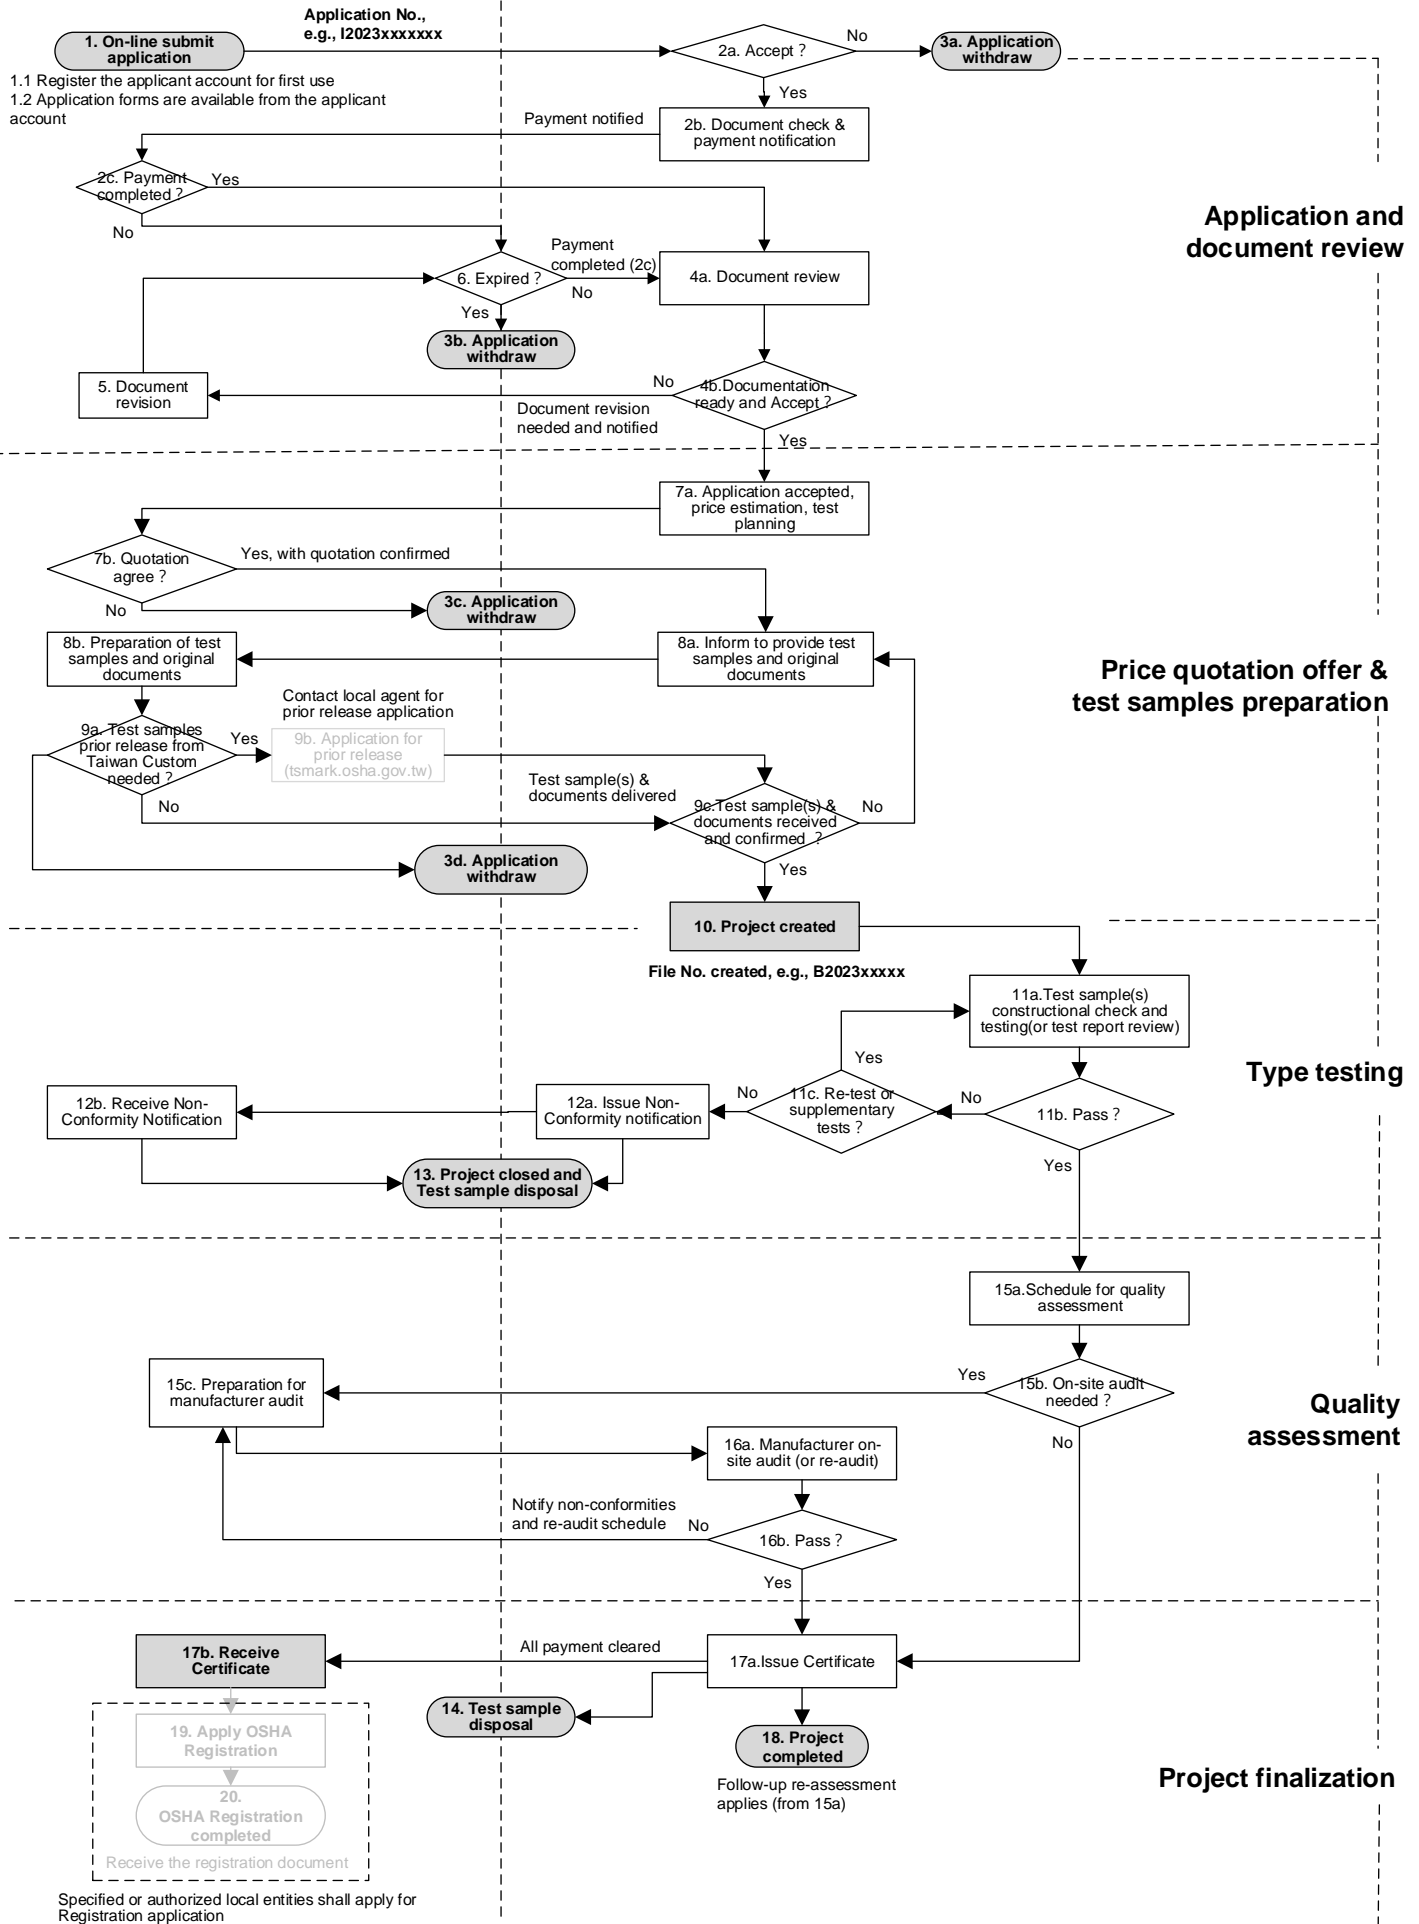 Application No.,
e.g., I2023xxxxxxx
1. On-line submit
application
2a. Accept ?
No
3a. Application
withdraw
1.1 Register the applicant account for first use
1.2 Application forms are available from the applicant
account
Yes
Payment notified
2b. Document check &
payment notification
2c. Payment
completed ?
Yes
No
Application and
document review
Payment
completed (2c)
6. Expired ?
No
4a. Document review
Yes
3b. Application
withdraw
5. Document
revision
No
4b.Documentation
ready and Accept ?
Document revision
needed and notified
Yes
7a. Application accepted,
price estimation, test
planning
7b. Quotation
agree ?
Yes, with quotation confirmed
No
3c. Application
withdraw
8b. Preparation of test
samples and original
documents
8a. Inform to provide test
samples and original
documents
Price quotation offer &
test samples preparation
Contact local agent for
prior release application
9a. Test samples
prior release from
Taiwan Custom
needed ?
Yes
9b. Application for
prior release
(tsmark.osha.gov.tw)
No
Test sample(s) &
documents delivered
9c.Test sample(s) &
documents received
and confirmed ?
No
3d. Application
withdraw
Yes
10. Project created
File No. created, e.g., B2023xxxxx
11a.Test sample(s)
constructional check and
testing(or test report review)
Yes
Type testing
12b. Receive Non-
Conformity Notification
12a. Issue Non-
Conformity notification
No
11c. Re-test or
supplementary
tests ?
No
11b. Pass ?
Yes
13. Project closed and
Test sample disposal
15a.Schedule for quality
assessment
15c. Preparation for
manufacturer audit
Yes
15b. On-site audit
needed ?
Quality
assessment
No
16a. Manufacturer on-
site audit (or re-audit)
Notify non-conformities
and re-audit schedule
No
16b. Pass ?
Yes
17b. Receive
Certificate
All payment cleared
17a.Issue Certificate
14. Test sample
disposal
19. Apply OSHA
Registration
18. Project
completed
Project finalization
Follow-up re-assessment
applies (from 15a)
20.
OSHA Registration
completed
Receive the registration document
Specified or authorized local entities shall apply for
Registration application